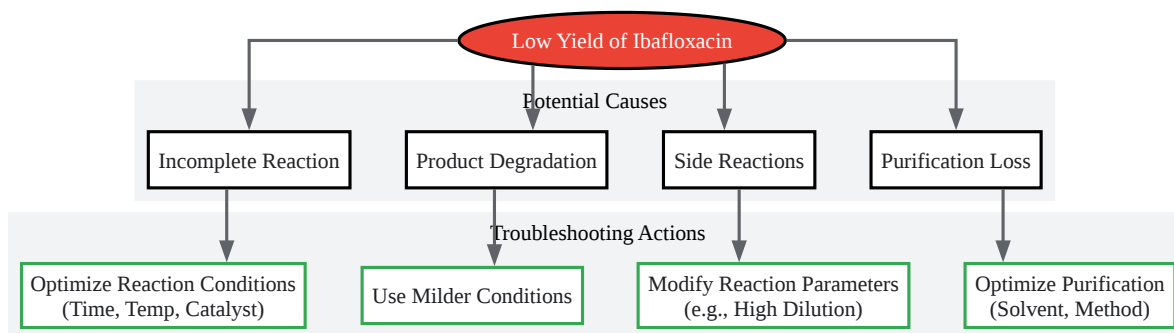 Low Yield of Ibafloxacin
Potential Causes
Incomplete Reaction
Product Degradation
Side Reactions
Purification Loss
Troubleshooting Actions
Optimize Reaction Conditions
(Time, Temp, Catalyst)
Use Milder Conditions
Modify Reaction Parameters
(e.g., High Dilution)
Optimize Purification
(Solvent, Method)